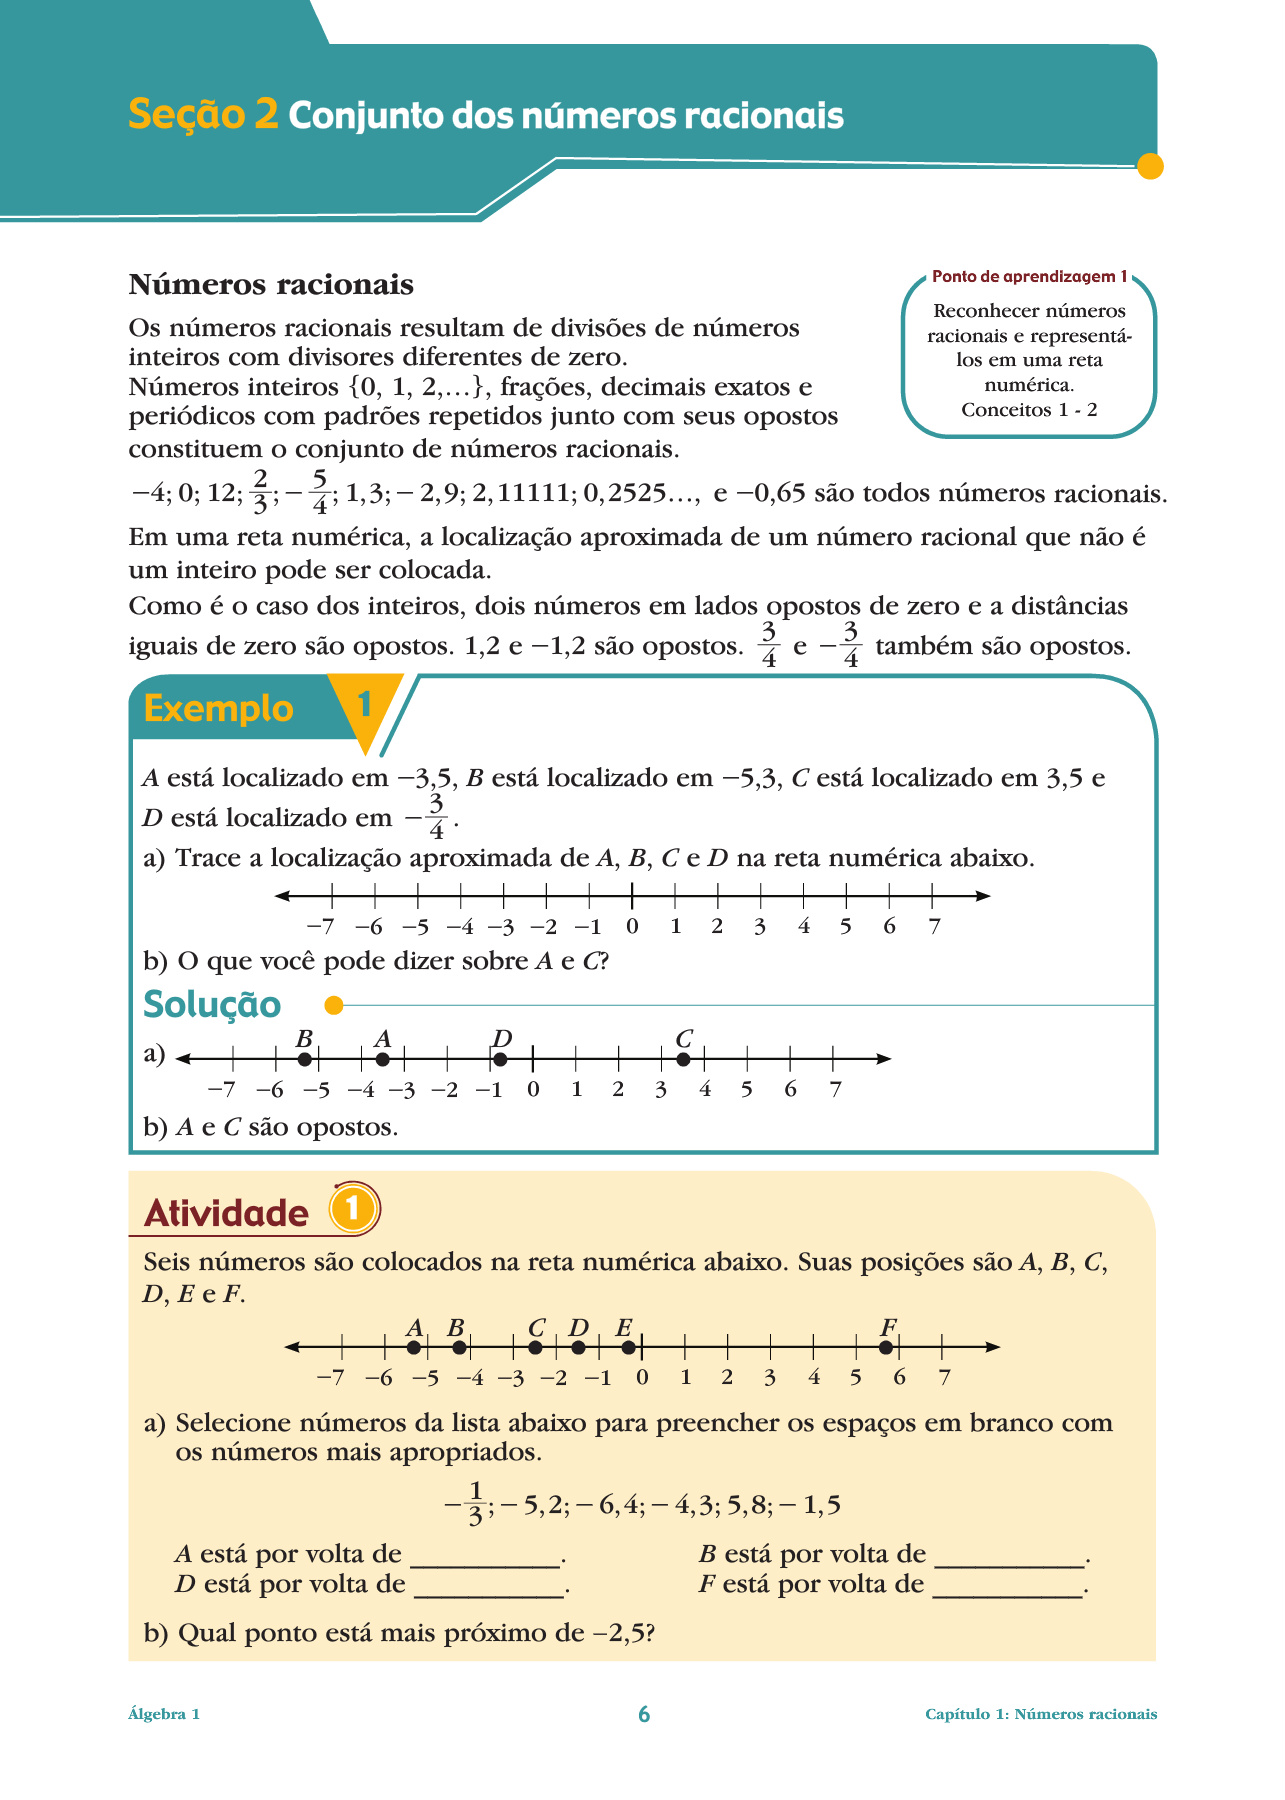 Seção 2 Conjunto dos números racionais
Números racionais
Os números racionais resultam de divisões de números
inteiros com divisores diferentes de zero.
Números inteiros {0, 1, 2,…}, frações, decimais exatos e
periódicos com padrões repetidos junto com seus opostos
constituem o conjunto de números racionais.
Ponto de aprendizagem 1
Reconhecer números
racionais e representá-
los em uma reta
numérica.
Conceitos 1 - 2
−4; 0; 12; 2/3; − 5/4; 1,3; − 2,9; 2,11111; 0,2525…, e −0,65 são todos números racionais.
Em uma reta numérica, a localização aproximada de um número racional que não é
um inteiro pode ser colocada.
Como é o caso dos inteiros, dois números em lados opostos de zero e a distâncias
iguais de zero são opostos. 1,2 e −1,2 são opostos. 3/4 e −3/4 também são opostos.
Exemplo 1
A está localizado em −3,5, B está localizado em −5,3, C está localizado em 3,5 e
D está localizado em −3/4.
a) Trace a localização aproximada de A, B, C e D na reta numérica abaixo.
−7 −6 −5 −4 −3 −2 −1 0 1 2 3 4 5 6 7
b) O que você pode dizer sobre A e C?
Solução
B A D C
a)
−7 −6 −5 −4 −3 −2 −1 0 1 2 3 4 5 6 7
b) A e C são opostos.
Atividade 1
Seis números são colocados na reta numérica abaixo. Suas posições são A, B, C,
D, E e F.
A B C D E F
−7 −6 −5 −4 −3 −2 −1 0 1 2 3 4 5 6 7
a) Selecione números da lista abaixo para preencher os espaços em branco com
os números mais apropriados.
−1/3; − 5,2; − 6,4; − 4,3; 5,8; − 1,5
A está por volta de ___________. B está por volta de ___________.
D está por volta de ___________. F está por volta de ___________.
b) Qual ponto está mais próximo de −2,5?
Álgebra 1 6 Capítulo 1: Números racionais